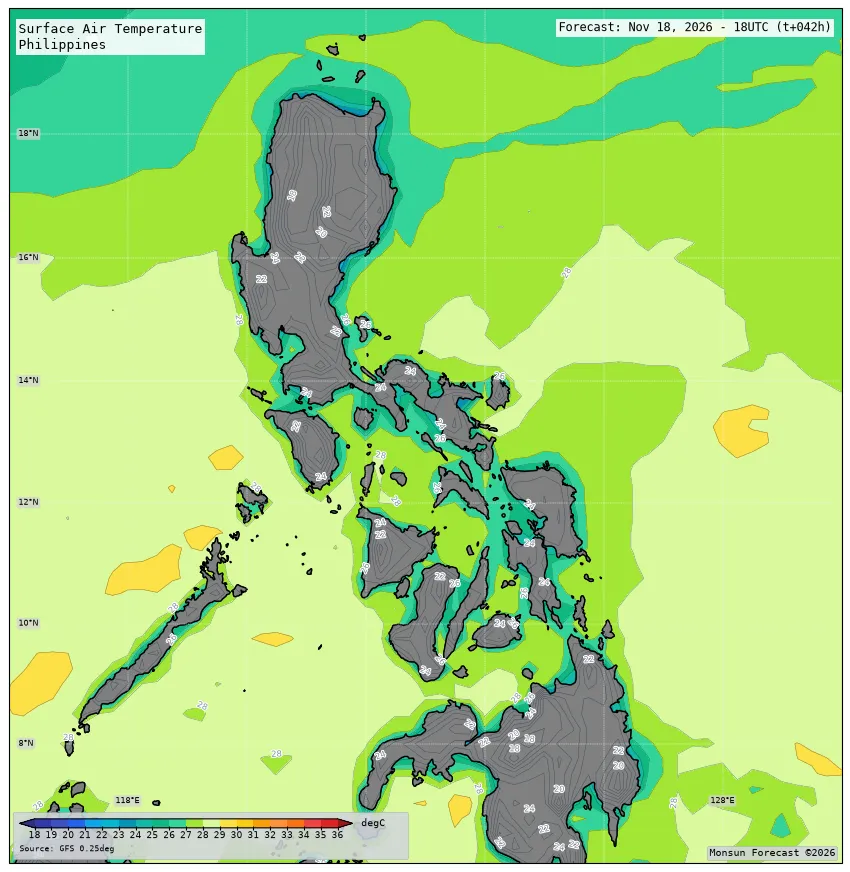 Surface Air Temperature
Philippines
Forecast: Nov 18, 2026 - 18UTC (t+042h)
18°N
16°N
14°N
12°N
10°N
8°N
118°E
128°E
18 19 20 21 22 23 24 25 26 27 28 29 30 31 32 33 34 35 36
degC
Source: GFS 0.25deg
Monsun Forecast ©2026